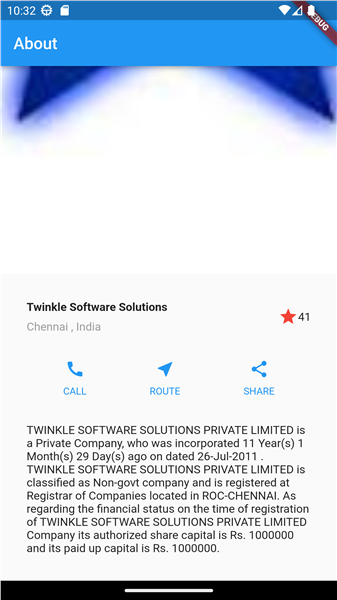 10:32
DEBUG
About
Twinkle Software Solutions
Chennai , India
41
CALL
ROUTE
SHARE
TWINKLE SOFTWARE SOLUTIONS PRIVATE LIMITED is
a Private Company, who was incorporated 11 Year(s) 1
Month(s) 29 Day(s) ago on dated 26-Jul-2011 .
TWINKLE SOFTWARE SOLUTIONS PRIVATE LIMITED is
classified as Non-govt company and is registered at
Registrar of Companies located in ROC-CHENNAI. As
regarding the financial status on the time of registration
of TWINKLE SOFTWARE SOLUTIONS PRIVATE LIMITED
Company its authorized share capital is Rs. 1000000
and its paid up capital is Rs. 1000000.